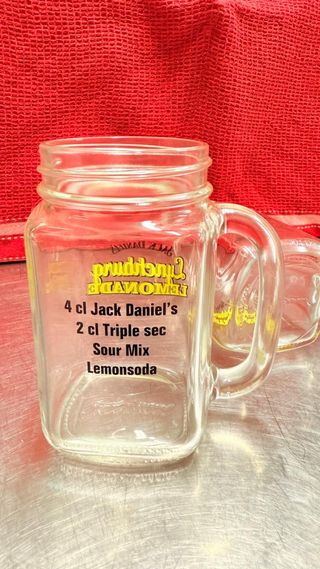 JACK DANIEL'S
Lynchburg
LEMONADE
4 cl Jack Daniel's
2 cl Triple sec
Sour Mix
Lemonsoda